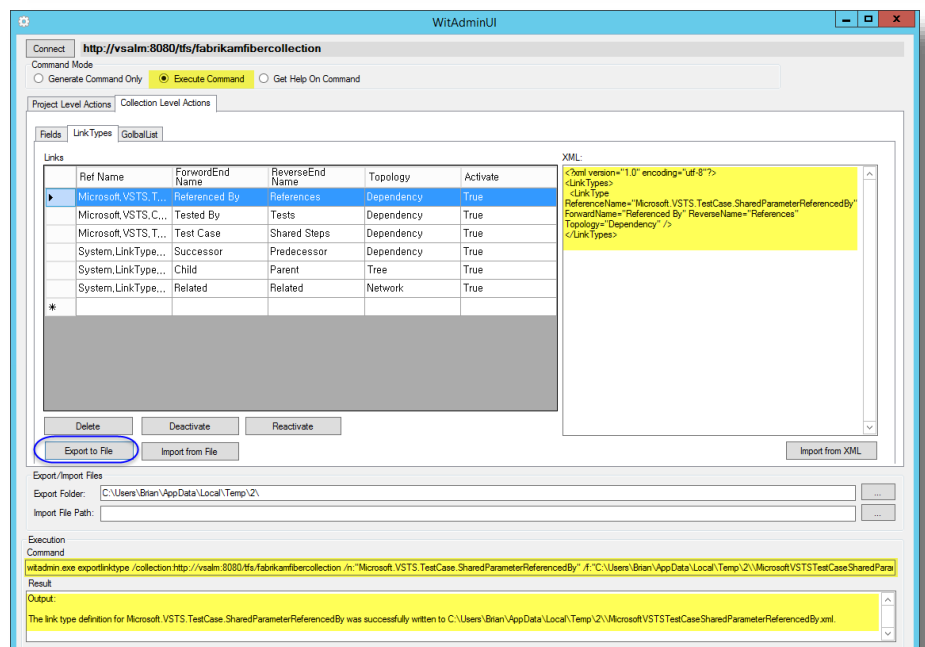 WitAdminUI
Connect http://vsalm:8080/tfs/fabrikamfibercollection
Command Mode
Generate Command Only Execute Command Get Help On Command
Project Level Actions Collection Level Actions
Fields LinkTypes GolbalList
Links
XML:
Ref Name ForwordEnd Name ReverseEnd Name Topology Activate
Microsoft.VSTS.T... Referenced By References Dependency True
Microsoft.VSTS.C... Tested By Tests Dependency True
Microsoft.VSTS.T... Test Case Shared Steps Dependency True
System.LinkType... Successor Predecessor Dependency True
System.LinkType... Child Parent Tree True
System.LinkType... Related Related Network True
<?xml version="1.0" encoding="utf-8"?>
<LinkTypes>
<LinkType
ReferenceName="Microsoft.VSTS.TestCase.SharedParameterReferencedBy"
ForwardName="Referenced By" ReverseName="References"
Topology="Dependency" />
</LinkTypes>
Delete Deactivate Reactivate
Export to File Import from File Import from XML
Export/Import Files
Export Folder: C:\Users\Brian\AppData\Local\Temp\2\ ...
Import File Path: ...
Execution
Command
witadmin.exe exportlinktype /collection:http://vsalm:8080/tfs/fabrikamfibercollection /n:"Microsoft.VSTS.TestCase.SharedParameterReferencedBy" /f:"C:\Users\Brian\AppData\Local\Temp\2\\MicrosoftVSTSTestCaseSharedPara
Result
Output:
The link type definition for Microsoft.VSTS.TestCase.SharedParameterReferencedBy was successfully written to C:\Users\Brian\AppData\Local\Temp\2\\MicrosoftVSTSTestCaseSharedParameterReferencedBy.xml.